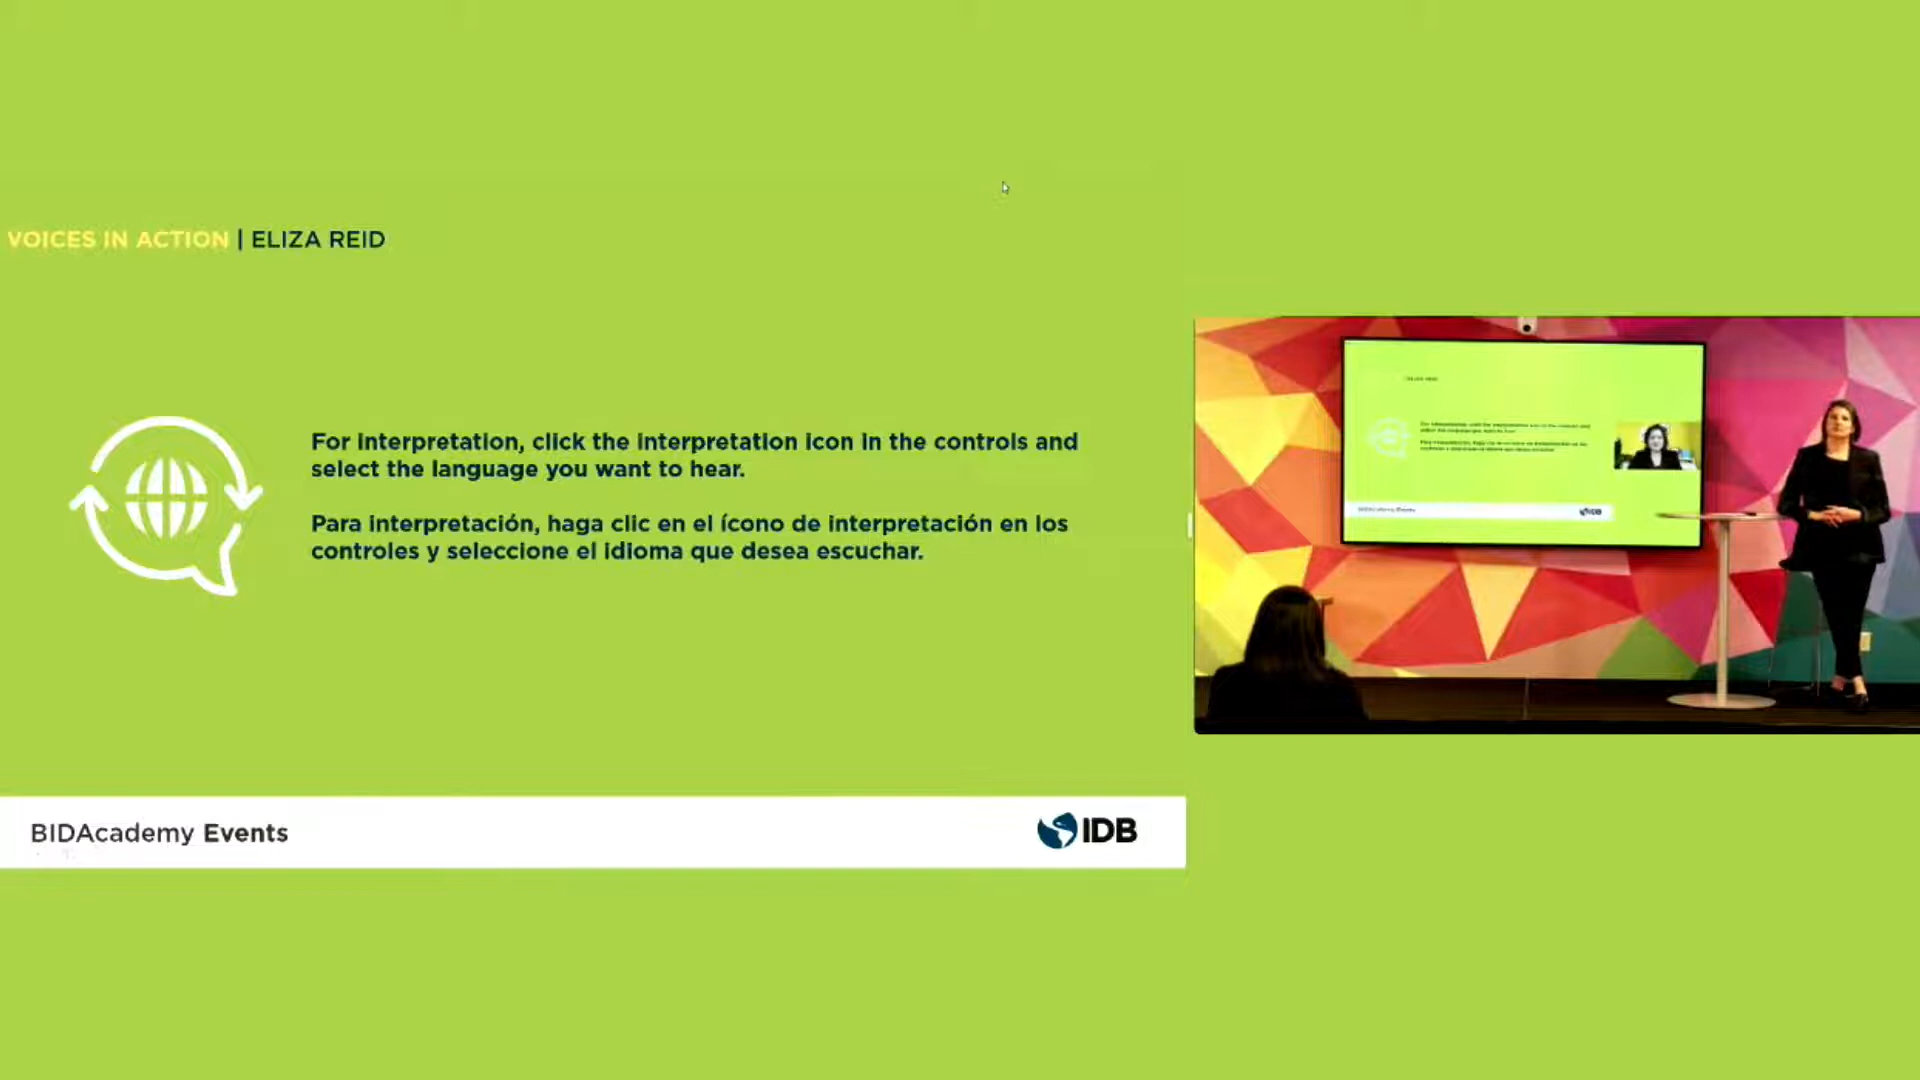 VOICES IN ACTION | ELIZA REID
For interpretation, click the interpretation icon in the controls and
select the language you want to hear.
Para interpretación, haga clic en el ícono de interpretación en los
controles y seleccione el idioma que desea escuchar.
BIDAcademy Events
IDB